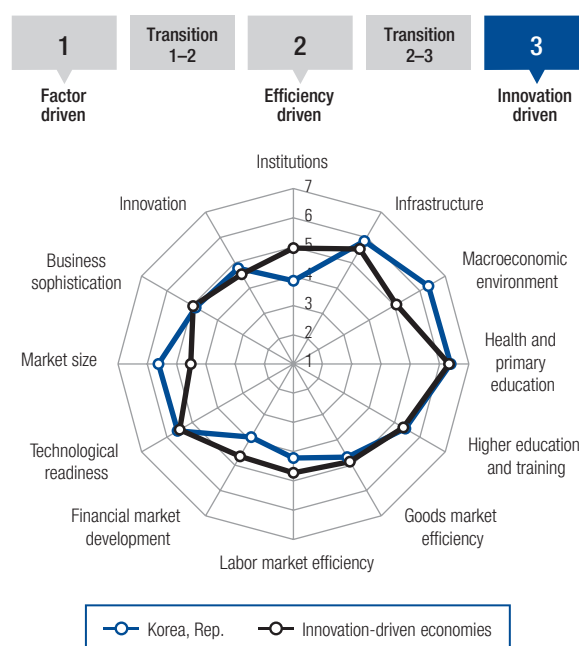 1
Transition
1–2
2
Transition
2–3
3
Factor
driven
Efficiency
driven
Innovation
driven
Institutions
7
6
5
4
3
2
1
Innovation
Infrastructure
Business
sophistication
Macroeconomic
environment
Market size
Health and
primary
education
Technological
readiness
Higher education
and training
Financial market
development
Goods market
efficiency
Labor market efficiency
Korea, Rep.
Innovation-driven economies